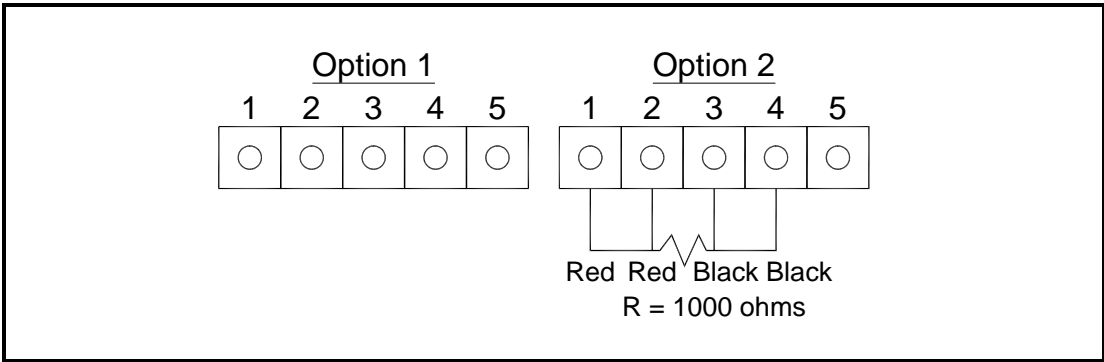 Option 1 Option 2
1 2 3 4 5 1 2 3 4 5
Red Red Black Black
R = 1000 ohms